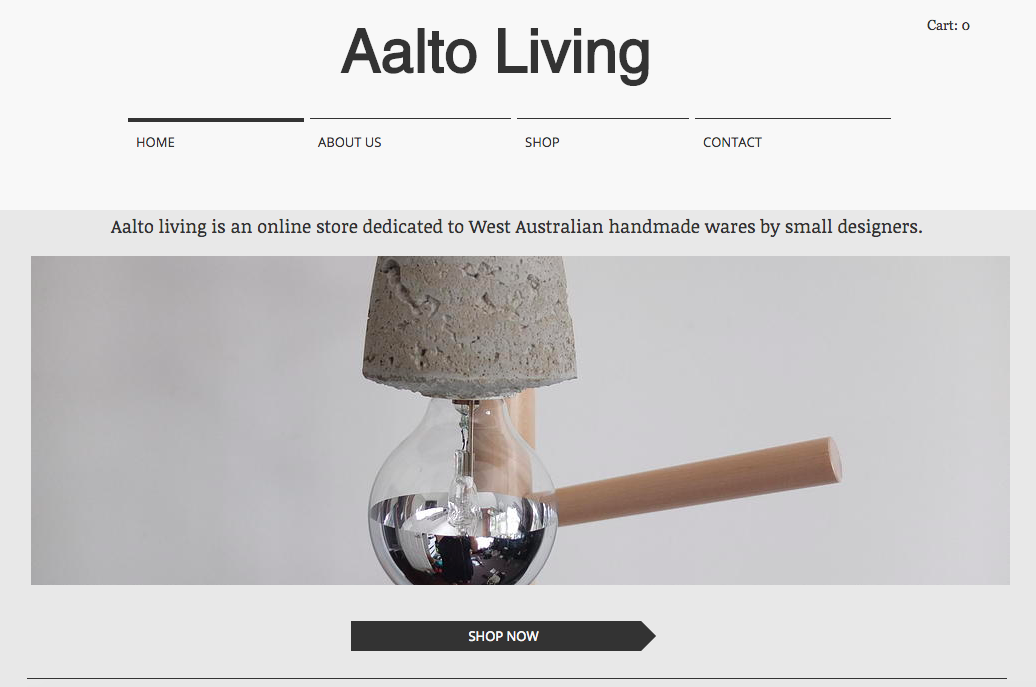 Cart: 0
Aalto Living
HOME ABOUT US SHOP CONTACT
Aalto living is an online store dedicated to West Australian handmade wares by small designers.
SHOP NOW